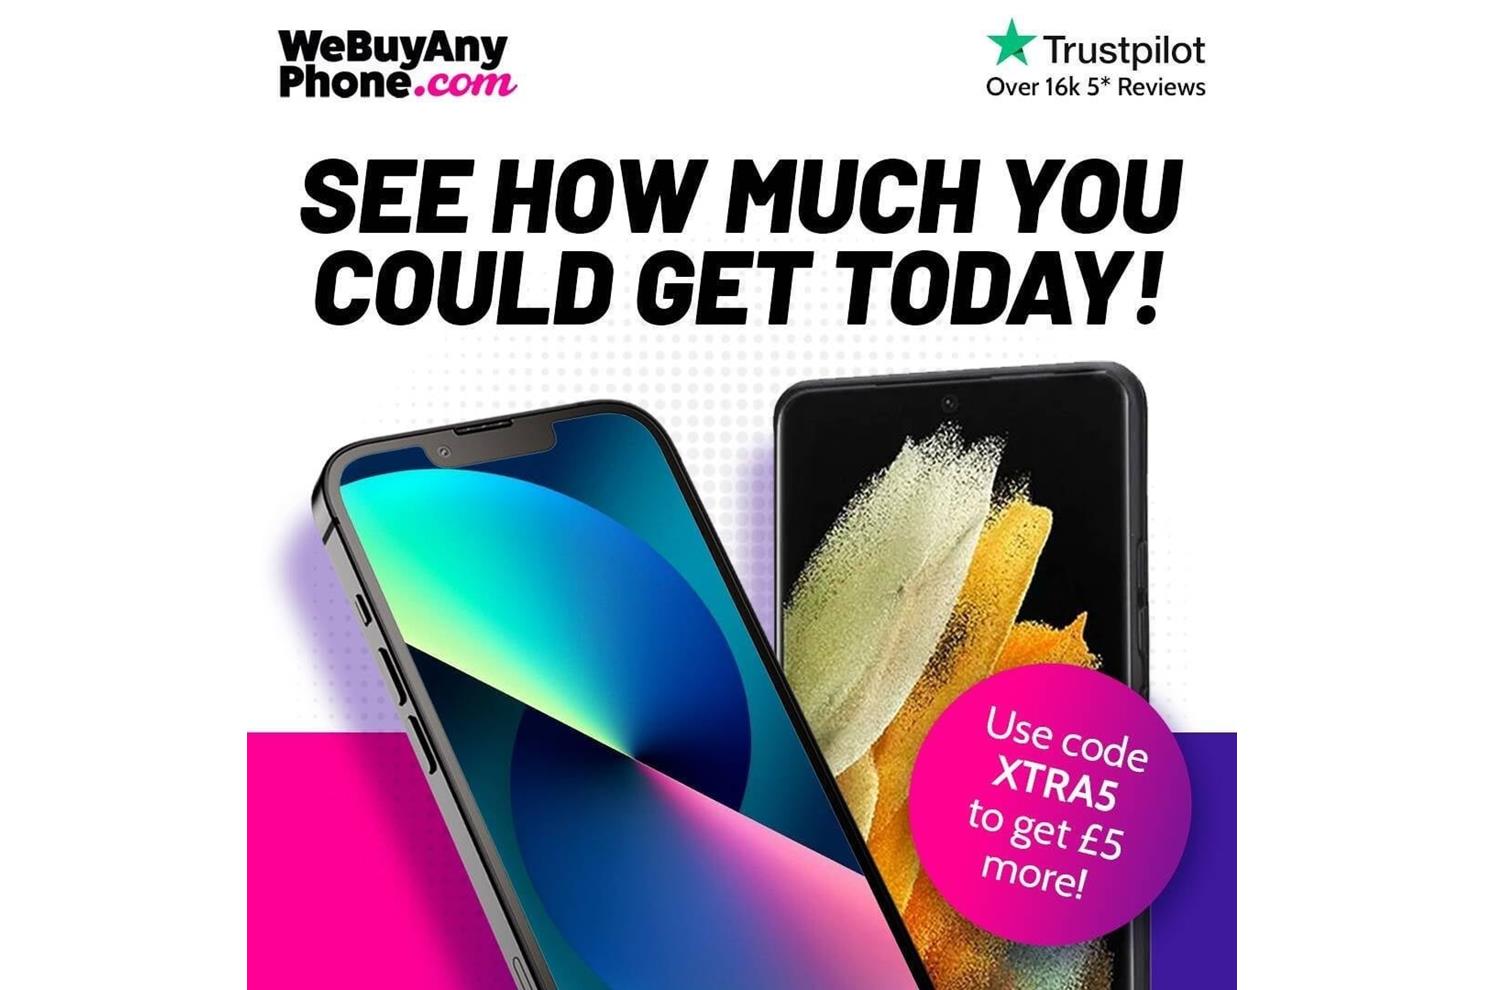 WeBuyAny
Phone.com
Trustpilot
Over 16k 5* Reviews
SEE HOW MUCH YOU
COULD GET TODAY!
Use code
XTRA5
to get £5
more!